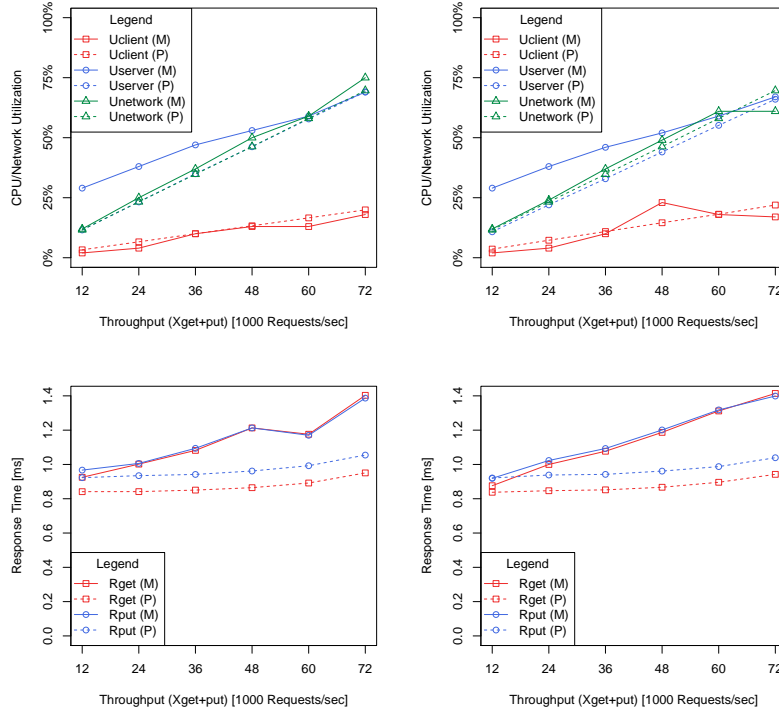 Legend
Uclient (M)
Uclient (P)
Userver (M)
Userver (P)
Unetwork (M)
Unetwork (P)
CPU/Network Utilization
100%
75%
50%
25%
0%
12 24 36 48 60 72
Throughput (Xget+put) [1000 Requests/sec]
Legend
Uclient (M)
Uclient (P)
Userver (M)
Userver (P)
Unetwork (M)
Unetwork (P)
CPU/Network Utilization
100%
75%
50%
25%
0%
12 24 36 48 60 72
Throughput (Xget+put) [1000 Requests/sec]
Response Time [ms]
1.4
1.2
1.0
0.8
0.6
0.4
0.2
0.0
Legend
Rget (M)
Rget (P)
Rput (M)
Rput (P)
12 24 36 48 60 72
Throughput (Xget+put) [1000 Requests/sec]
Response Time [ms]
1.4
1.2
1.0
0.8
0.6
0.4
0.2
0.0
Legend
Rget (M)
Rget (P)
Rput (M)
Rput (P)
12 24 36 48 60 72
Throughput (Xget+put) [1000 Requests/sec]